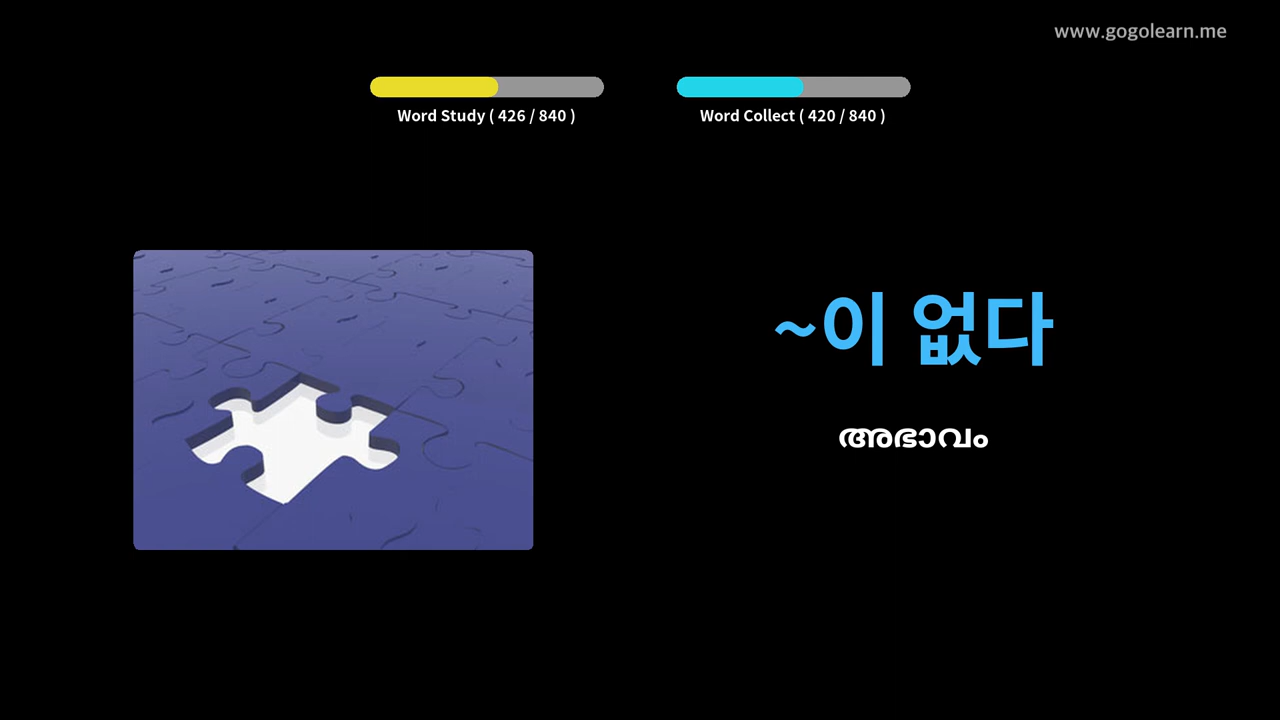 www.gogolearn.me
Word Study ( 426 / 840 )
Word Collect ( 420 / 840 )
~이 없다
അഭാവം